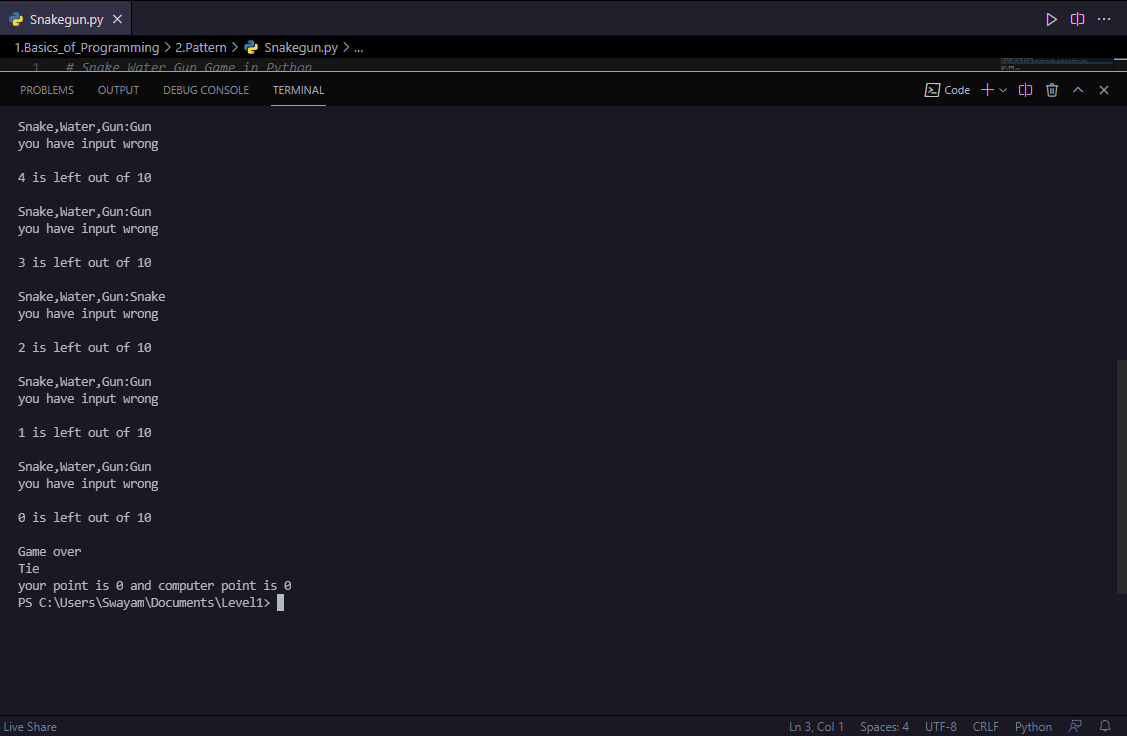 Snakegun.py
1.Basics_of_Programming > 2.Pattern > Snakegun.py > ...
1 # Snake Water Gun Game in Python
PROBLEMS OUTPUT DEBUG CONSOLE TERMINAL Code
Snake,Water,Gun:Gun
you have input wrong
4 is left out of 10
Snake,Water,Gun:Gun
you have input wrong
3 is left out of 10
Snake,Water,Gun:Snake
you have input wrong
2 is left out of 10
Snake,Water,Gun:Gun
you have input wrong
1 is left out of 10
Snake,Water,Gun:Gun
you have input wrong
0 is left out of 10
Game over
Tie
your point is 0 and computer point is 0
PS C:\Users\Swayam\Documents\Level1>
Live Share Ln 3, Col 1 Spaces: 4 UTF-8 CRLF Python